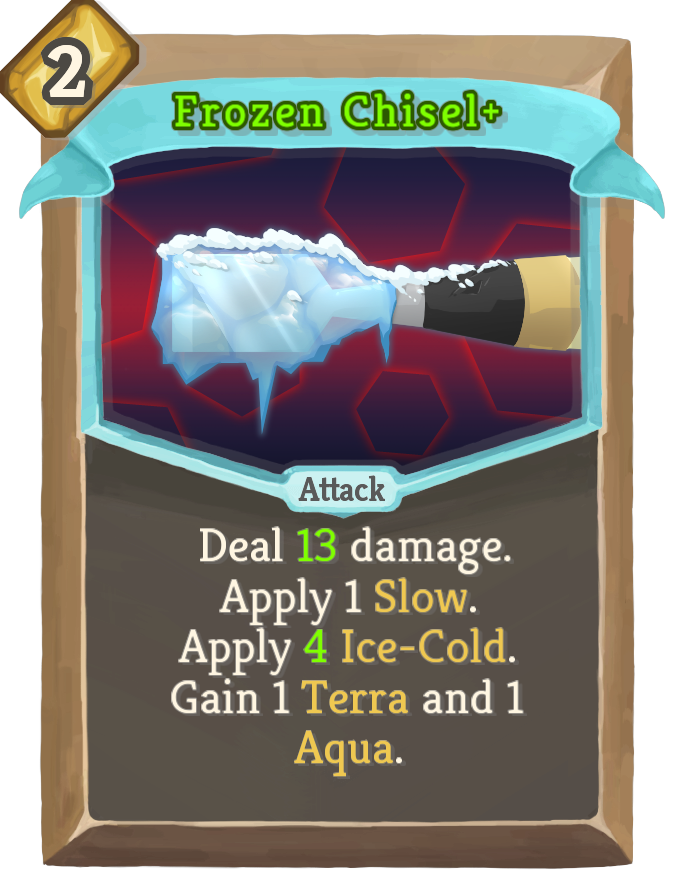 2
Frozen Chisel+
Attack
Deal 13 damage.
Apply 1 Slow.
Apply 4 Ice-Cold.
Gain 1 Terra and 1
Aqua.